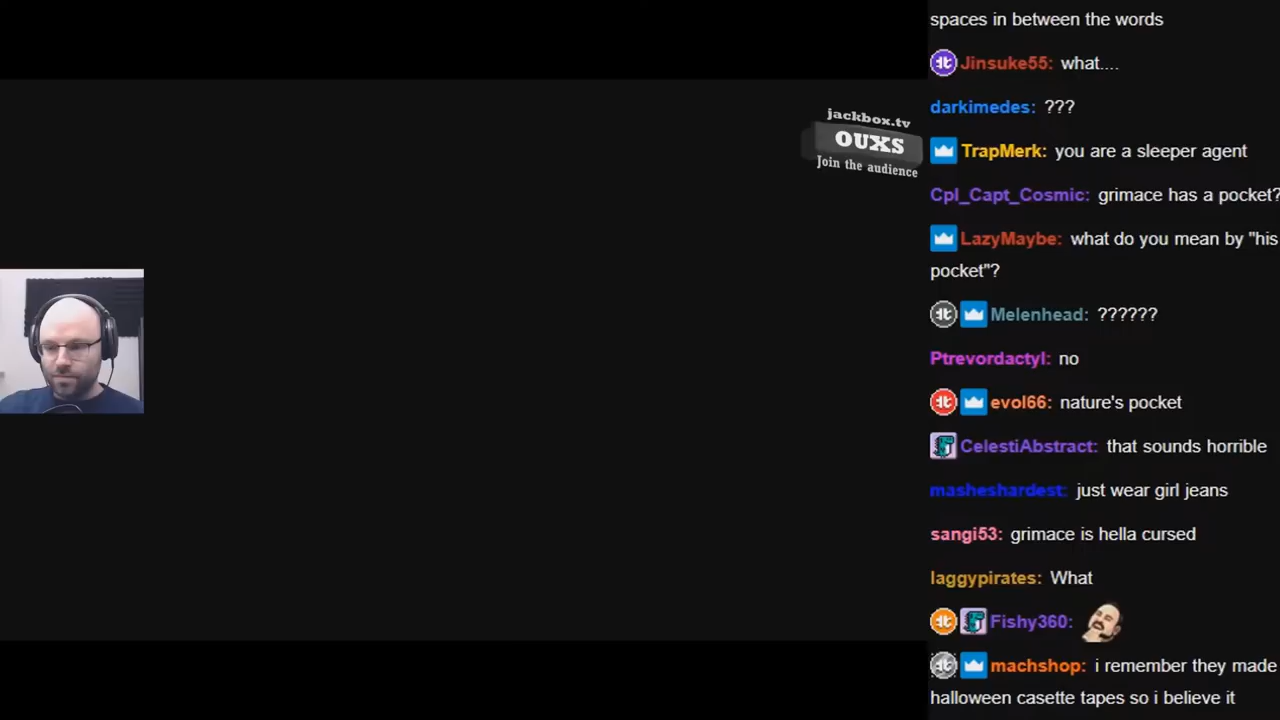 jackbox.tv
OUXS
Join the audience
spaces in between the words
Jinsuke55: what....
darkimedes: ???
TrapMerk: you are a sleeper agent
Cpl_Capt_Cosmic: grimace has a pocket?
LazyMaybe: what do you mean by "his
pocket"?
Melenhead: ??????
Ptrevordactyl: no
evol66: nature's pocket
CelestiAbstract: that sounds horrible
masheshardest: just wear girl jeans
sangi53: grimace is hella cursed
laggypirates: What
Fishy360:
machshop: i remember they made
halloween casette tapes so i believe it